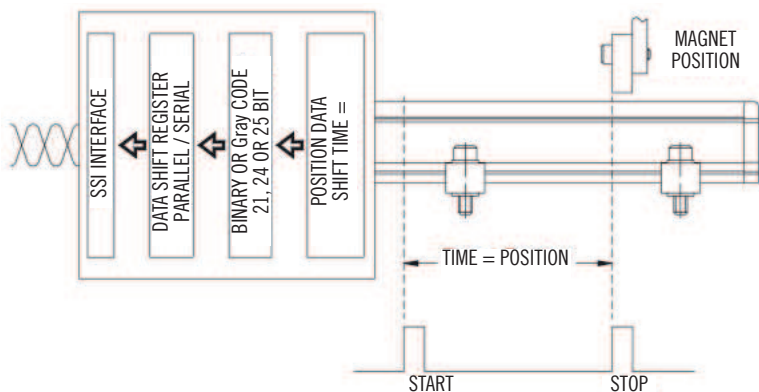 SSI INTERFACE
DATA SHIFT REGISTER
PARALLEL / SERIAL
BINARY OR Gray CODE
21, 24 OR 25 BIT
POSITION DATA
SHIFT TIME =
MAGNET
POSITION
TIME = POSITION
START
STOP